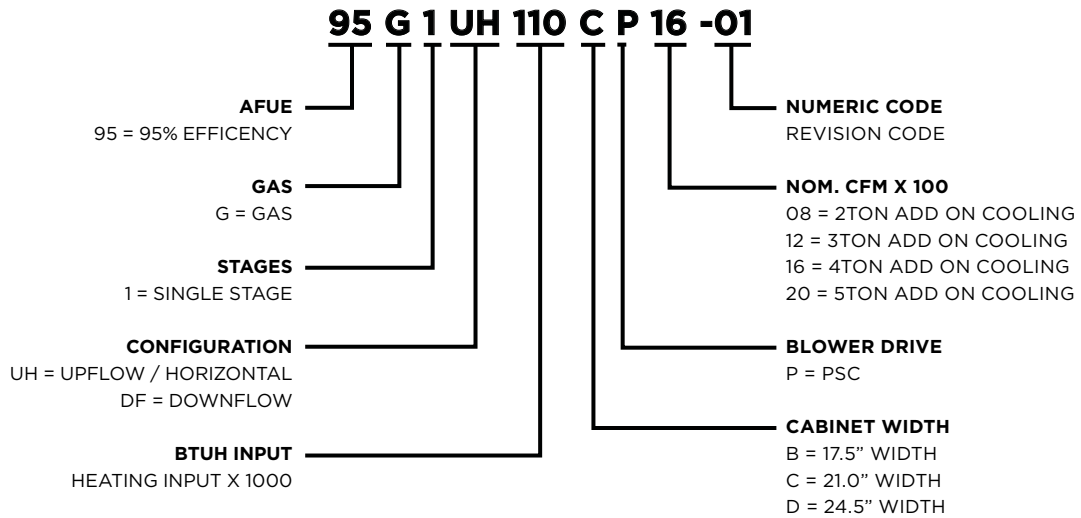 95 G 1 UH 110 C P 16 -01
AFUE
95 = 95% EFFICENCY
GAS
G = GAS
STAGES
1 = SINGLE STAGE
CONFIGURATION
UH = UPFLOW / HORIZONTAL
DF = DOWNFLOW
BTUH INPUT
HEATING INPUT X 1000
NUMERIC CODE
REVISION CODE
NOM. CFM X 100
08 = 2TON ADD ON COOLING
12 = 3TON ADD ON COOLING
16 = 4TON ADD ON COOLING
20 = 5TON ADD ON COOLING
BLOWER DRIVE
P = PSC
CABINET WIDTH
B = 17.5” WIDTH
C = 21.0” WIDTH
D = 24.5” WIDTH